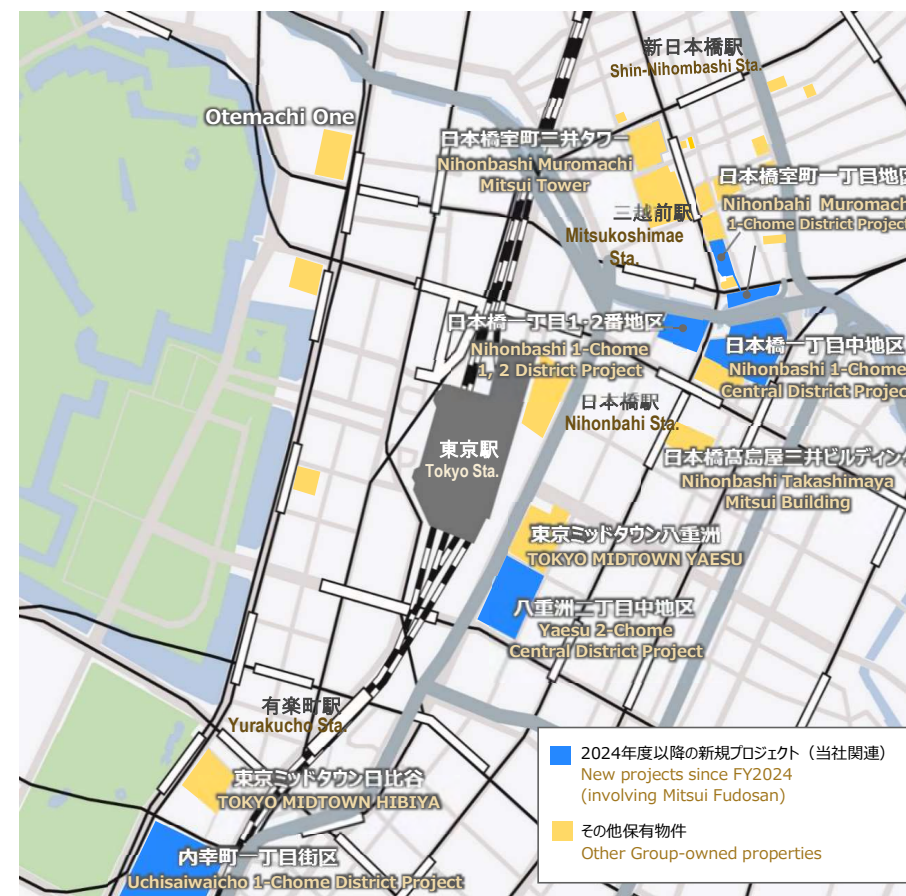 新日本橋駅
Shin-Nihombashi Sta.
Otemachi One
日本橋室町三井タワー
Nihonbashi Muromachi
Mitsui Tower
日本橋室町一丁目地区
Nihonbahi Muromach
1-Chome District Project
三越前駅
Mitsukoshimae
Sta.
日本橋一丁目1・2番地区
Nihonbashi 1-Chome
1, 2 District Project
日本橋一丁目中地区
Nihonbashi 1-Chome
Central District Projec
日本橋駅
Nihonbahi Sta.
東京駅
Tokyo Sta.
日本橋髙島屋三井ビルディング
Nihonbashi Takashimaya
Mitsui Building
東京ミッドタウン八重洲
TOKYO MIDTOWN YAESU
八重洲二丁目中地区
Yaesu 2-Chome
Central District Project
有楽町駅
Yurakucho Sta.
東京ミッドタウン日比谷
TOKYO MIDTOWN HIBIYA
内幸町一丁目街区
Uchisaiwaicho 1-Chome District Project
2024年度以降の新規プロジェクト（当社関連）
New projects since FY2024
(involving Mitsui Fudosan)
その他保有物件
Other Group-owned properties